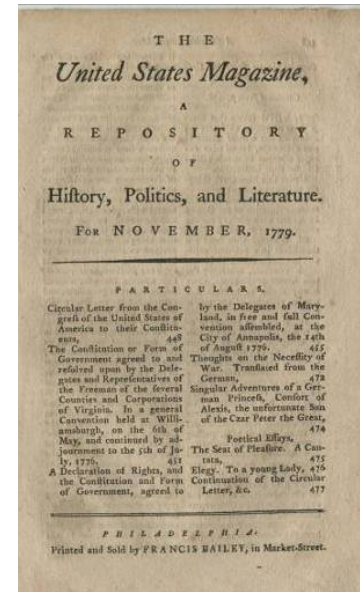 THE
United States Magazine,
A
REPOSITORY
OF
Hiſtory, Politics, and Literature.
FOR NOVEMBER, 1779.
PARTICULARS,
Circular Letter from the Con-
greſs of the United States of
America to their Conſtitu-
ents, 448
The Conſtitution or Form of
Government agreed to and
reſolved upon by the Dele-
gates and Repreſentatives of
the Freeman of the ſeveral
Counties and Corporations
of Virginia. In a general
Convention held at Willi-
amsburgh, on the 6th of
May, and continued by ad-
journment to the 5th of Ju-
ly, 1776. 451
A Declaration of Rights, and
the Conſtitution and Form
of Government, agreed to
by the Delegates of Mary-
land, in free and full Con-
vention aſſembled, at the
City of Annapolis, the 14th
of Auguſt 1776, 455
Thoughts on the Neceſſity of
War. Tranſlated from the
German, 472
Singular Adventures of a Ger-
man Princeſs, Conſort of
Alexis, the unfortunate Son
of the Czar Peter the Great,
474
Poetical Eſſays,
The Seat of Pleaſure. A Can-
tata, 475
Elegy. To a young Lady, 476
Continuation of the Circular
Letter, &c. 477
PHILADELPHIA:
Printed and Sold by FRANCIS BAILEY, in Market-Street.